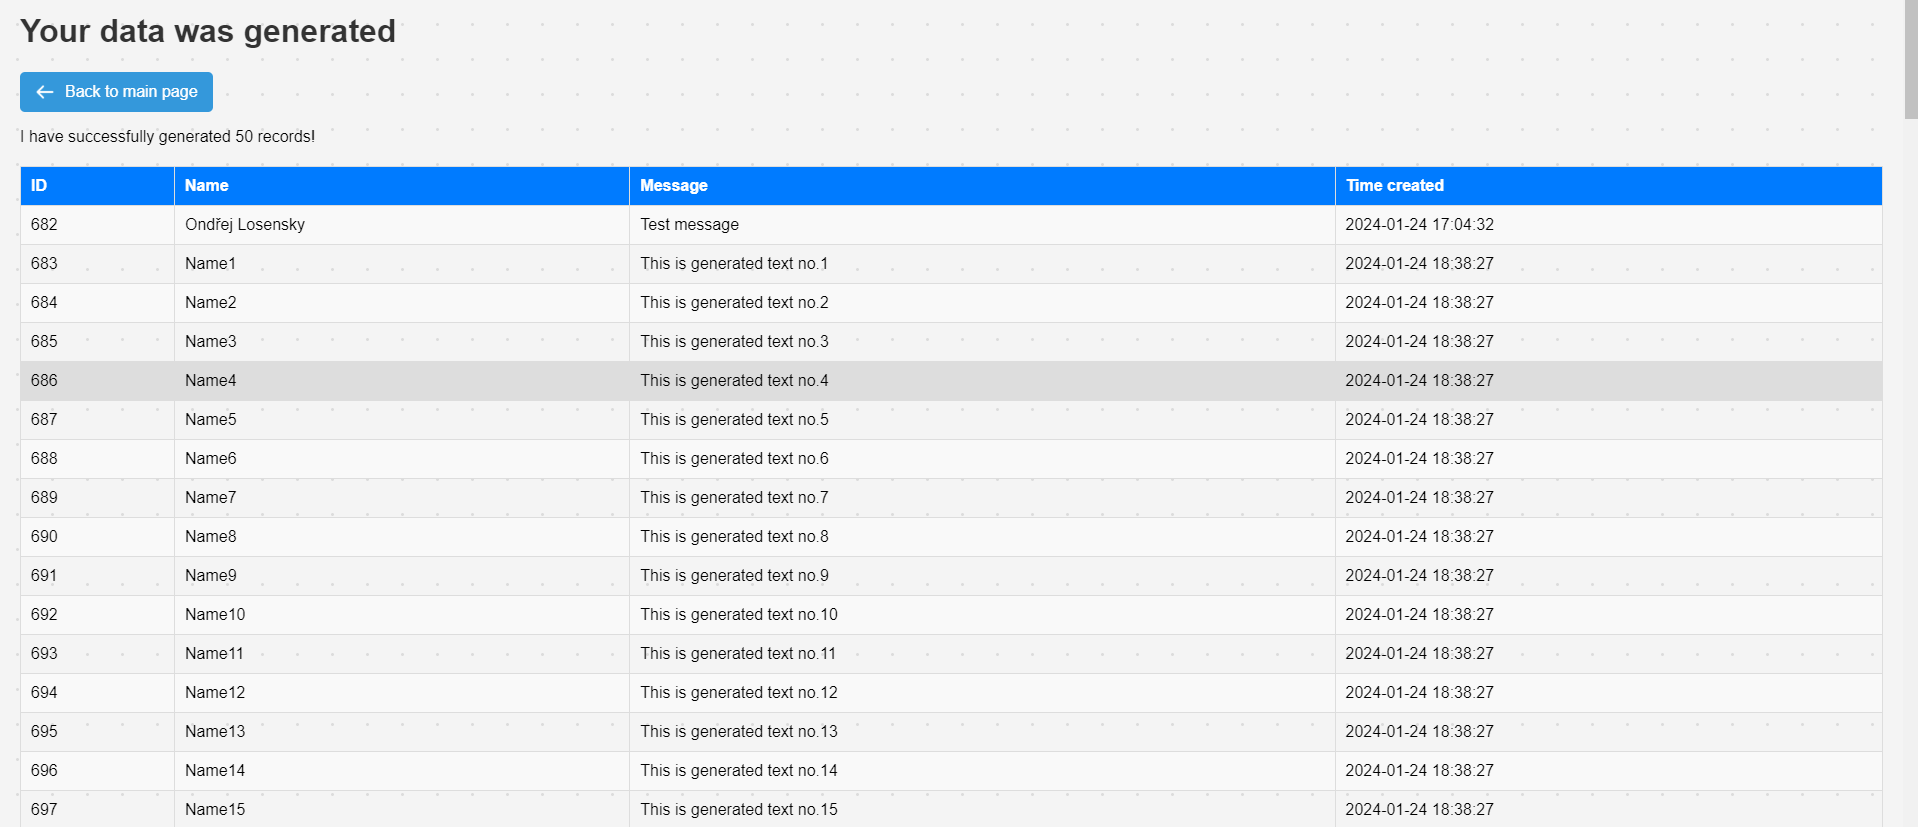 Your data was generated
Back to main page
I have successfully generated 50 records!
ID Name Message Time created
682 Ondřej Losensky Test message 2024-01-24 17:04:32
683 Name1 This is generated text no.1 2024-01-24 18:38:27
684 Name2 This is generated text no.2 2024-01-24 18:38:27
685 Name3 This is generated text no.3 2024-01-24 18:38:27
686 Name4 This is generated text no.4 2024-01-24 18:38:27
687 Name5 This is generated text no.5 2024-01-24 18:38:27
688 Name6 This is generated text no.6 2024-01-24 18:38:27
689 Name7 This is generated text no.7 2024-01-24 18:38:27
690 Name8 This is generated text no.8 2024-01-24 18:38:27
691 Name9 This is generated text no.9 2024-01-24 18:38:27
692 Name10 This is generated text no.10 2024-01-24 18:38:27
693 Name11 This is generated text no.11 2024-01-24 18:38:27
694 Name12 This is generated text no.12 2024-01-24 18:38:27
695 Name13 This is generated text no.13 2024-01-24 18:38:27
696 Name14 This is generated text no.14 2024-01-24 18:38:27
697 Name15 This is generated text no.15 2024-01-24 18:38:27